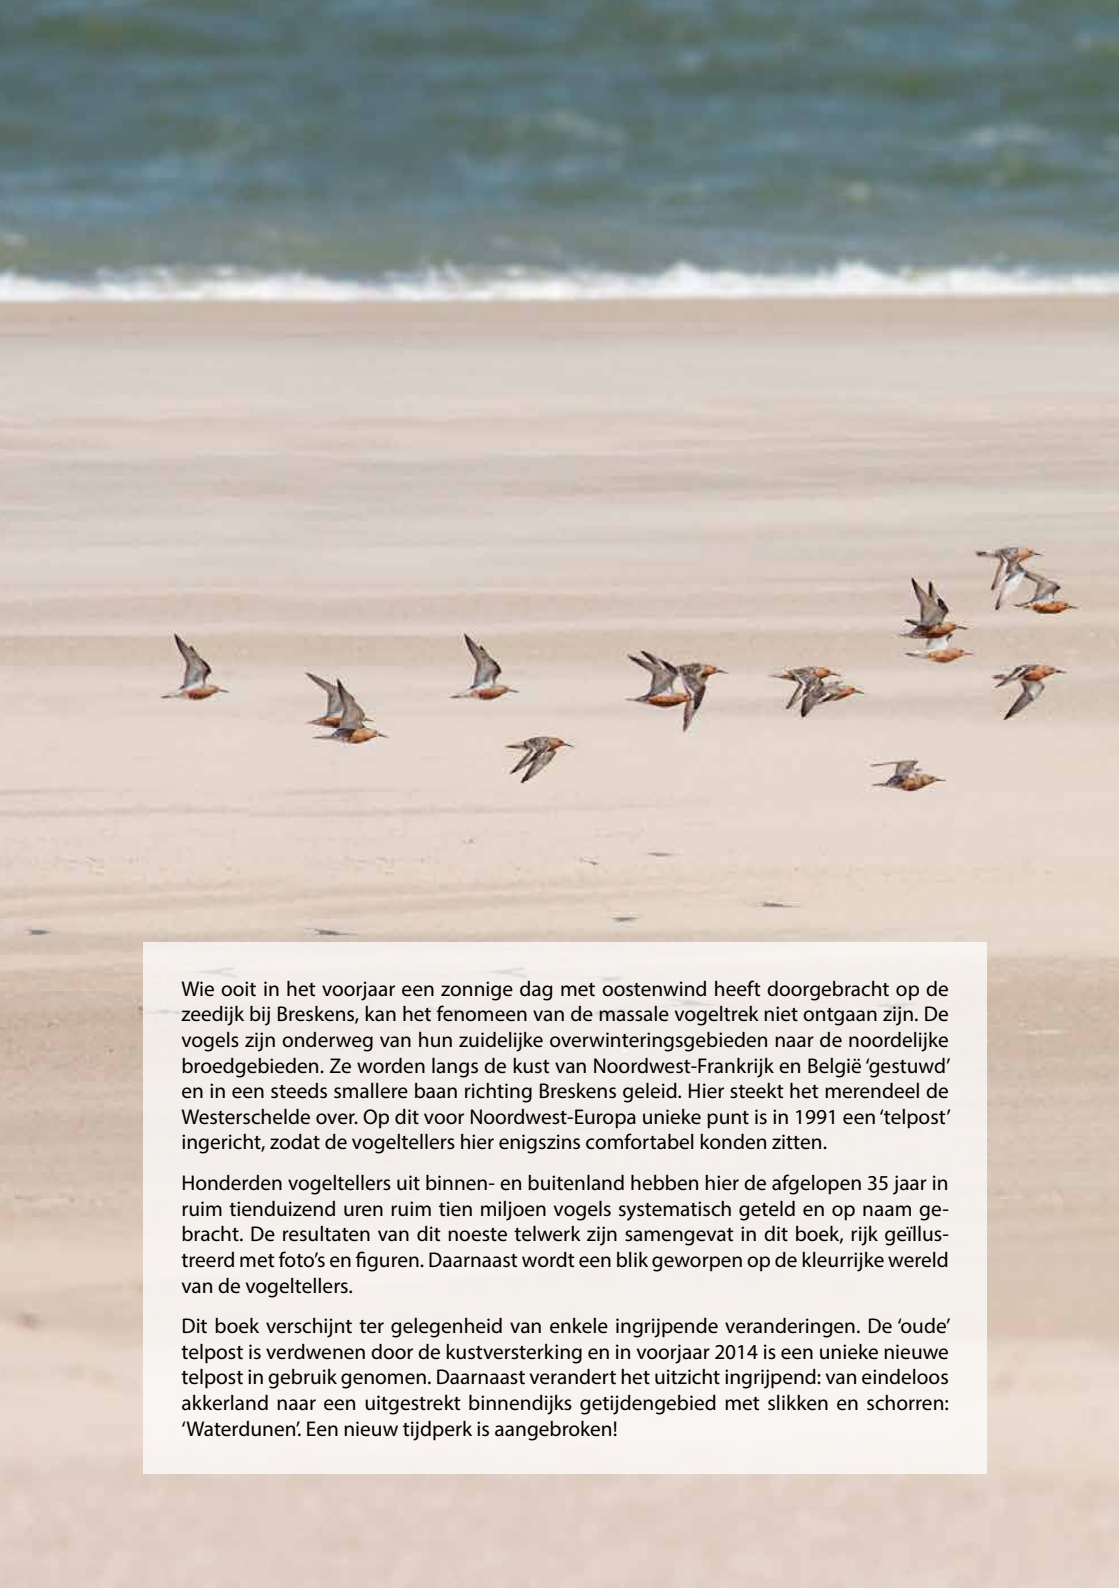 Wie ooit in het voorjaar een zonnige dag met oostenwind heeft doorgebracht op de
zeedijk bij Breskens, kan het fenomeen van de massale vogeltrek niet ontgaan zijn. De
vogels zijn onderweg van hun zuidelijke overwinteringsgebieden naar de noordelijke
broedgebieden. Ze worden langs de kust van Noordwest-Frankrijk en België ‘gestuwd’
en in een steeds smallere baan richting Breskens geleid. Hier steekt het merendeel de
Westerschelde over. Op dit voor Noordwest-Europa unieke punt is in 1991 een ‘telpost’
ingericht, zodat de vogeltellers hier enigszins comfortabel konden zitten.
Honderden vogeltellers uit binnen- en buitenland hebben hier de afgelopen 35 jaar in
ruim tienduizend uren ruim tien miljoen vogels systematisch geteld en op naam ge-
bracht. De resultaten van dit noeste telwerk zijn samengevat in dit boek, rijk geïllus-
treerd met foto’s en figuren. Daarnaast wordt een blik geworpen op de kleurrijke wereld
van de vogeltellers.
Dit boek verschijnt ter gelegenheid van enkele ingrijpende veranderingen. De ‘oude’
telpost is verdwenen door de kustversterking en in voorjaar 2014 is een unieke nieuwe
telpost in gebruik genomen. Daarnaast verandert het uitzicht ingrijpend: van eindeloos
akkerland naar een uitgestrekt binnendijks getijdengebied met slikken en schorren:
‘Waterdunen’. Een nieuw tijdperk is aangebroken!